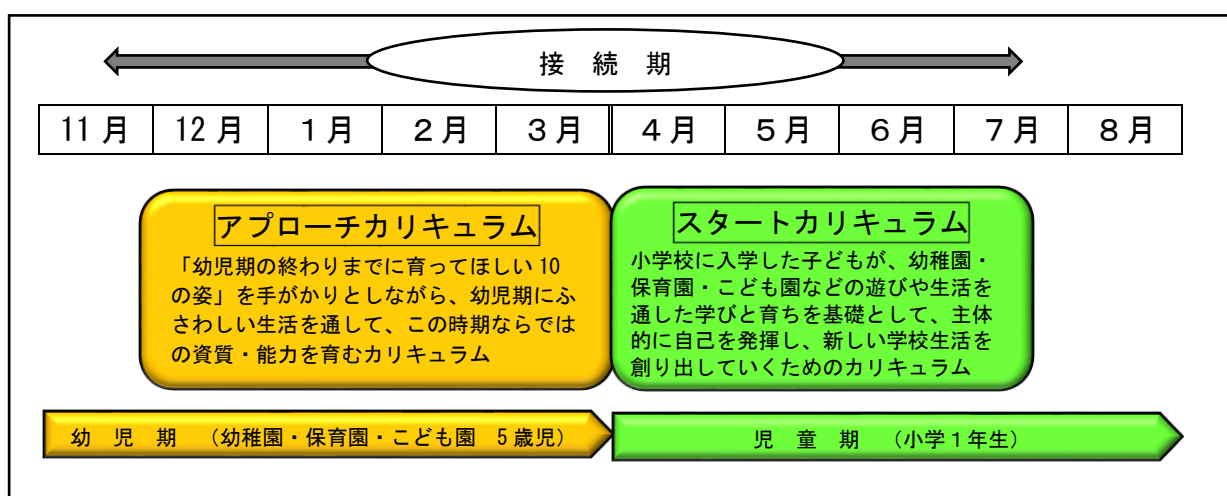 接続期
11月 12月 1月 2月 3月 4月 5月 6月 7月 8月
アプローチカリキュラム
「幼児期の終わりまでに育ってほしい10
の姿」を手がかりとしながら、幼児期にふ
さわしい生活を通して、この時期ならでは
の資質・能力を育むカリキュラム
スタートカリキュラム
小学校に入学した子どもが、幼稚園・
保育園・こども園などの遊びや生活を
通した学びと育ちを基礎として、主体
的に自己を発揮し、新しい学校生活を
創り出していくためのカリキュラム
幼児期（幼稚園・保育園・こども園 5歳児）
児童期（小学1年生）